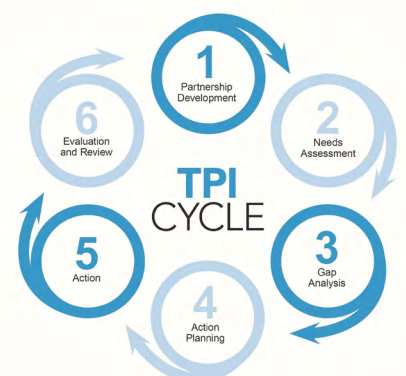 1
Partnership
Development
2
Needs
Assessment
3
Gap
Analysis
4
Action
Planning
5
Action
6
Evaluation
and Review
TPI
CYCLE